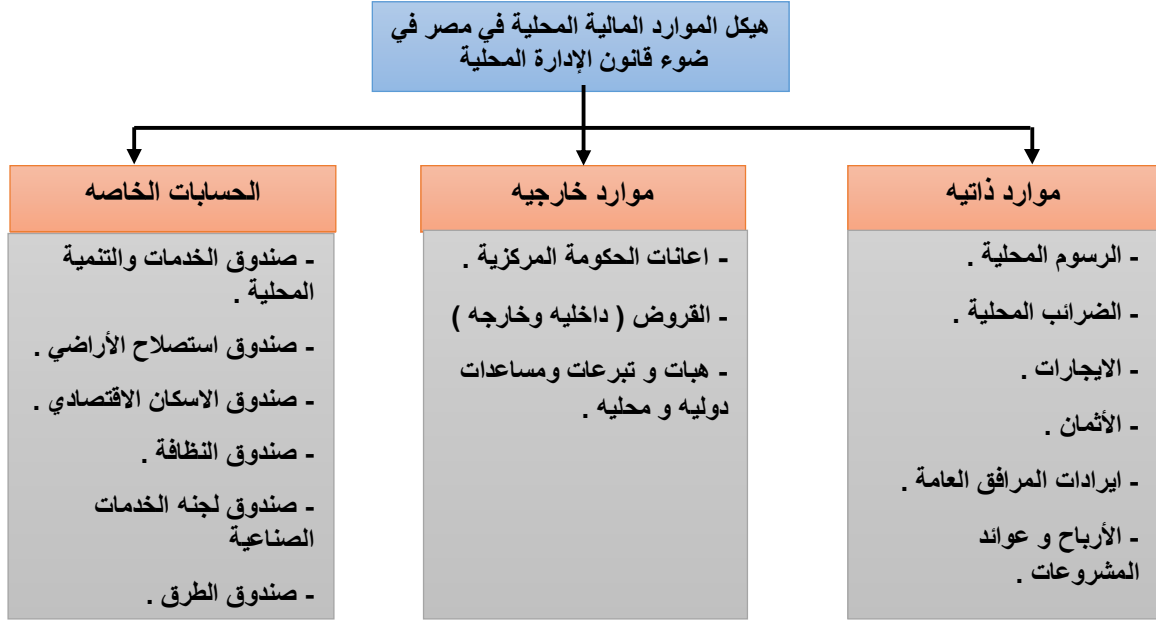 هيكل الموارد المالية المحلية في مصر في
ضوء قانون الإدارة المحلية
موارد ذاتيه
- الرسوم المحلية .
- الضرائب المحلية .
- الايجارات .
- الأثمان .
- ايرادات المرافق العامة .
- الأرباح و عوائد
المشروعات .
موارد خارجيه
- اعانات الحكومة المركزية .
- القروض ( داخليه وخارجه )
- هبات و تبرعات ومساعدات
دوليه و محليه .
الحسابات الخاصه
- صندوق الخدمات والتنمية
المحلية .
- صندوق استصلاح الأراضي .
- صندوق الاسكان الاقتصادي .
- صندوق النظافة .
- صندوق لجنه الخدمات
الصناعية
- صندوق الطرق .